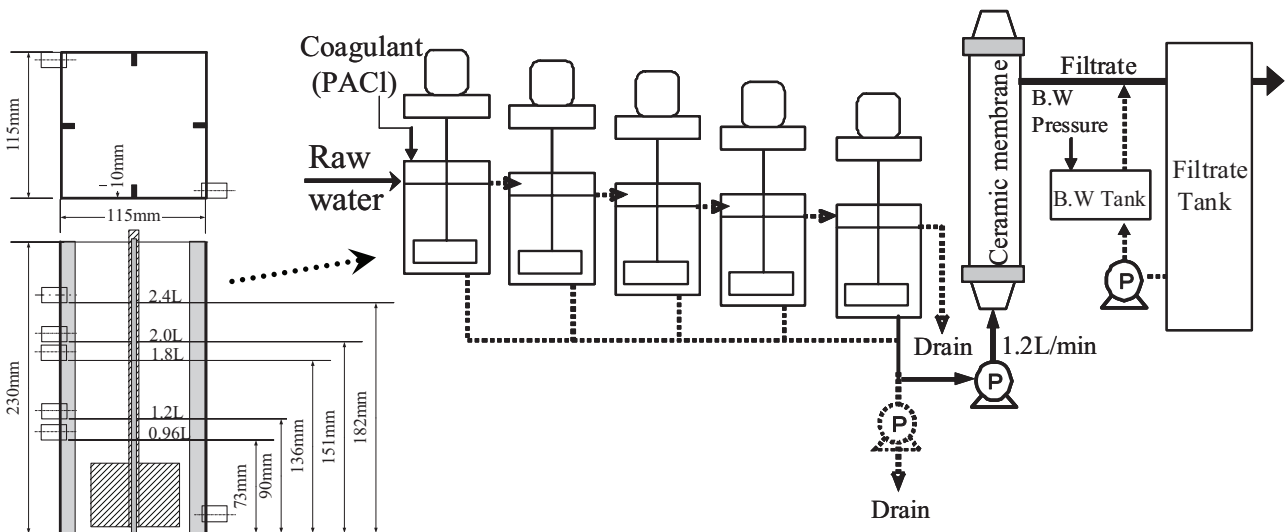 115mm
10mm
115mm
230mm
2.4L
2.0L
1.8L
1.2L
0.96L
73mm
90mm
136mm
151mm
182mm
Coagulant
(PACl)
Raw
water
Drain
P
Drain
P
1.2L/min
Ceramic membrane
Filtrate
B.W
Pressure
B.W Tank
P
Filtrate
Tank